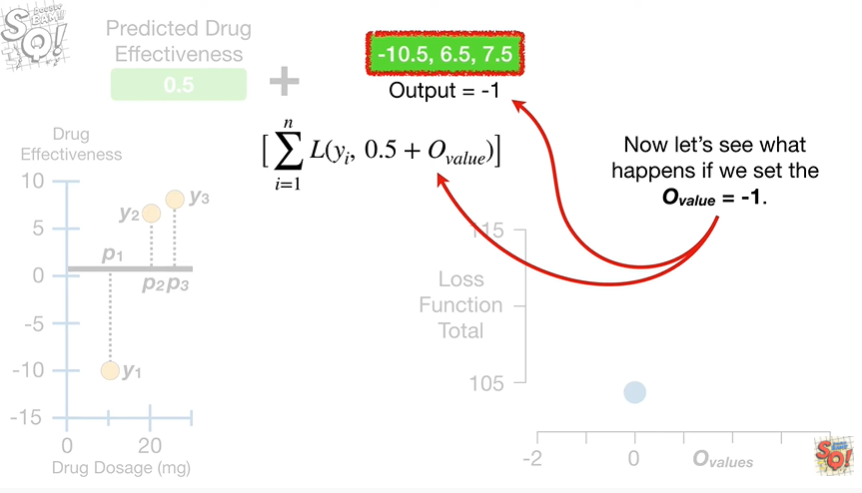 Predicted Drug
Effectiveness
0.5
+
-10.5, 6.5, 7.5
Output = -1
[ n∑i=1 L(yi, 0.5 + Ovalue)]
Now let's see what
happens if we set the
Ovalue = -1.
Drug
Effectiveness
10
5
0
-5
-10
-15
y1
y2
y3
p1
p2
p3
0
20
Drug Dosage (mg)
115
Loss
Function
Total
105
-2
0
Ovalues
SQ!
SQ!